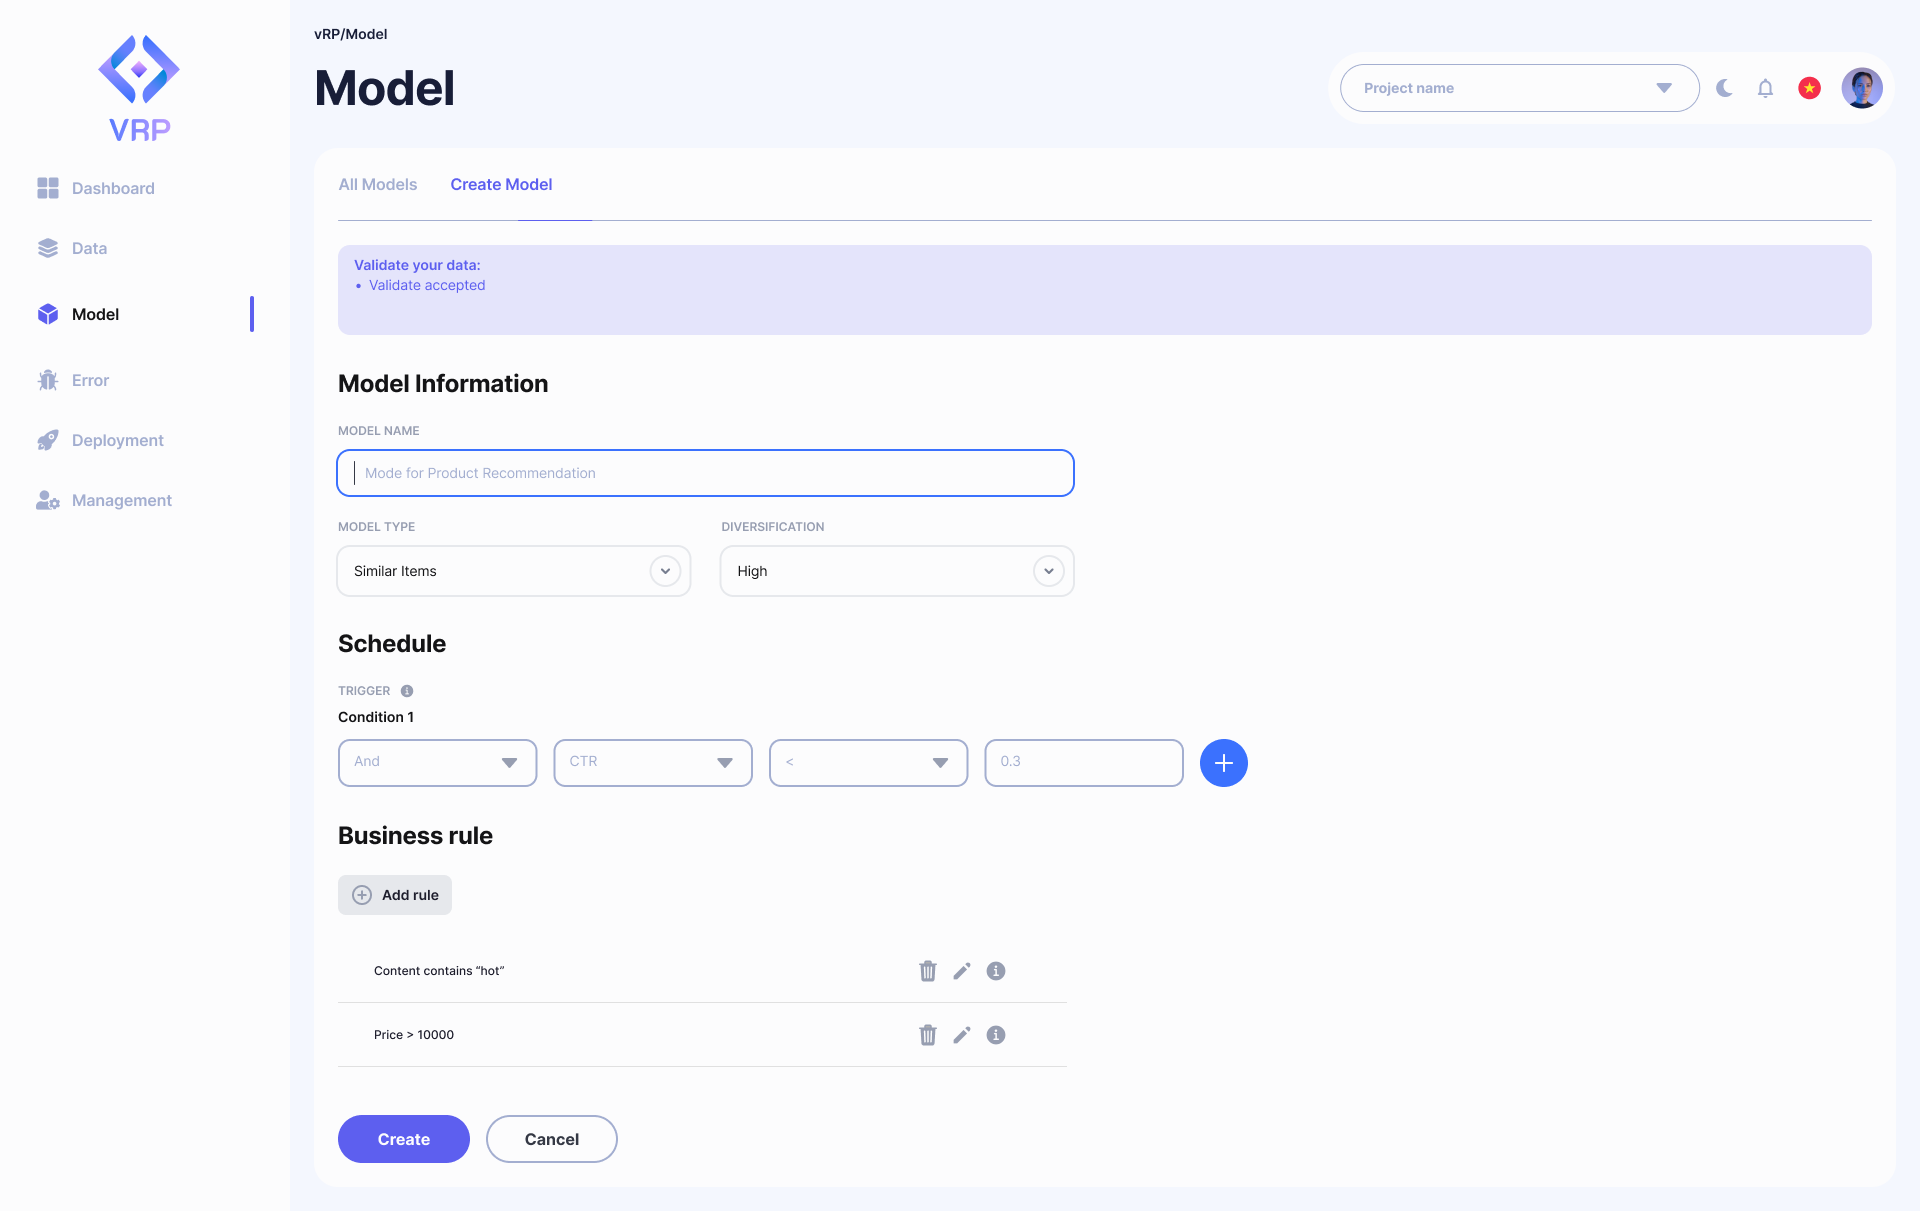 VRP
Dashboard
Data
Model
Error
Deployment
Management
vRP/Model
Model
Project name
All Models
Create Model
Validate your data:
• Validate accepted
Model Information
MODEL NAME
Mode for Product Recommendation
MODEL TYPE
DIVERSIFICATION
Similar Items
High
Schedule
TRIGGER
Condition 1
And
CTR
<
0.3
Business rule
Add rule
Content contains “hot”
Price > 10000
Create
Cancel